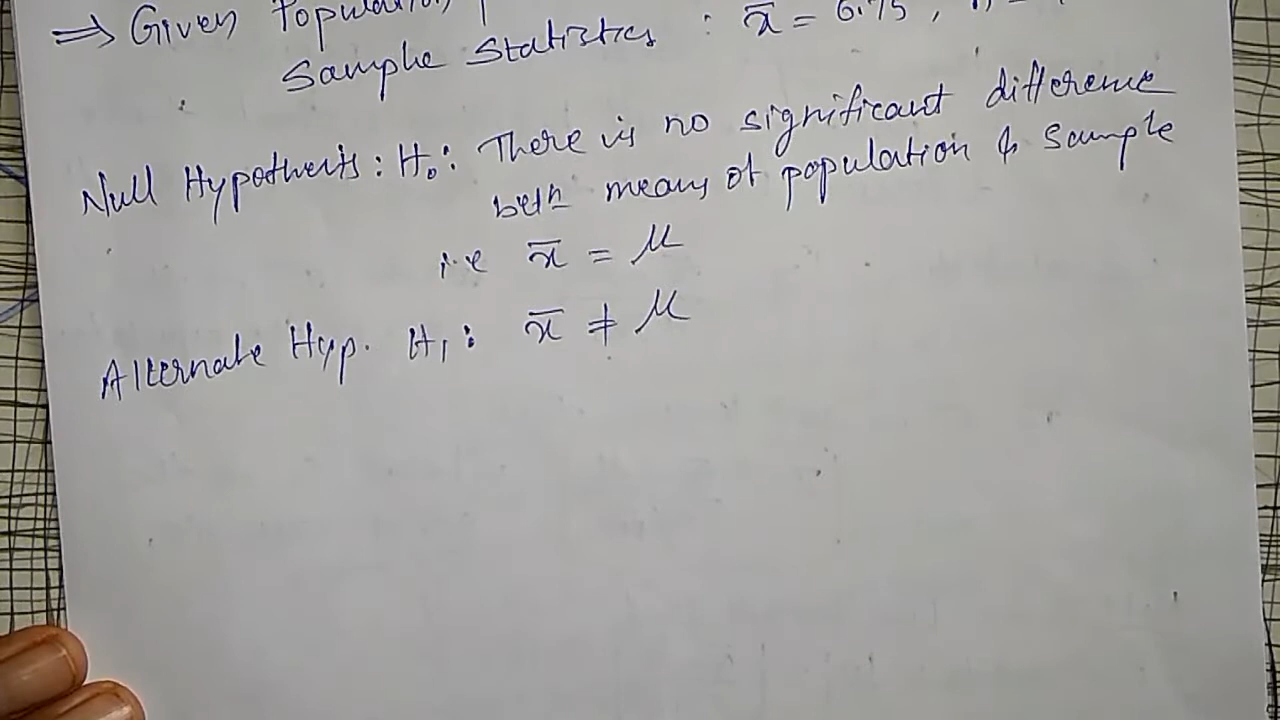 ⇒ Given Population
Sample Statistics : x̄ = 6.75,
Null Hypothesis : H₀ : There is no significant difference
betn means of population & sample
i.e x̄ = μ
Alternate Hyp. H₁ : x̄ ≠ μ